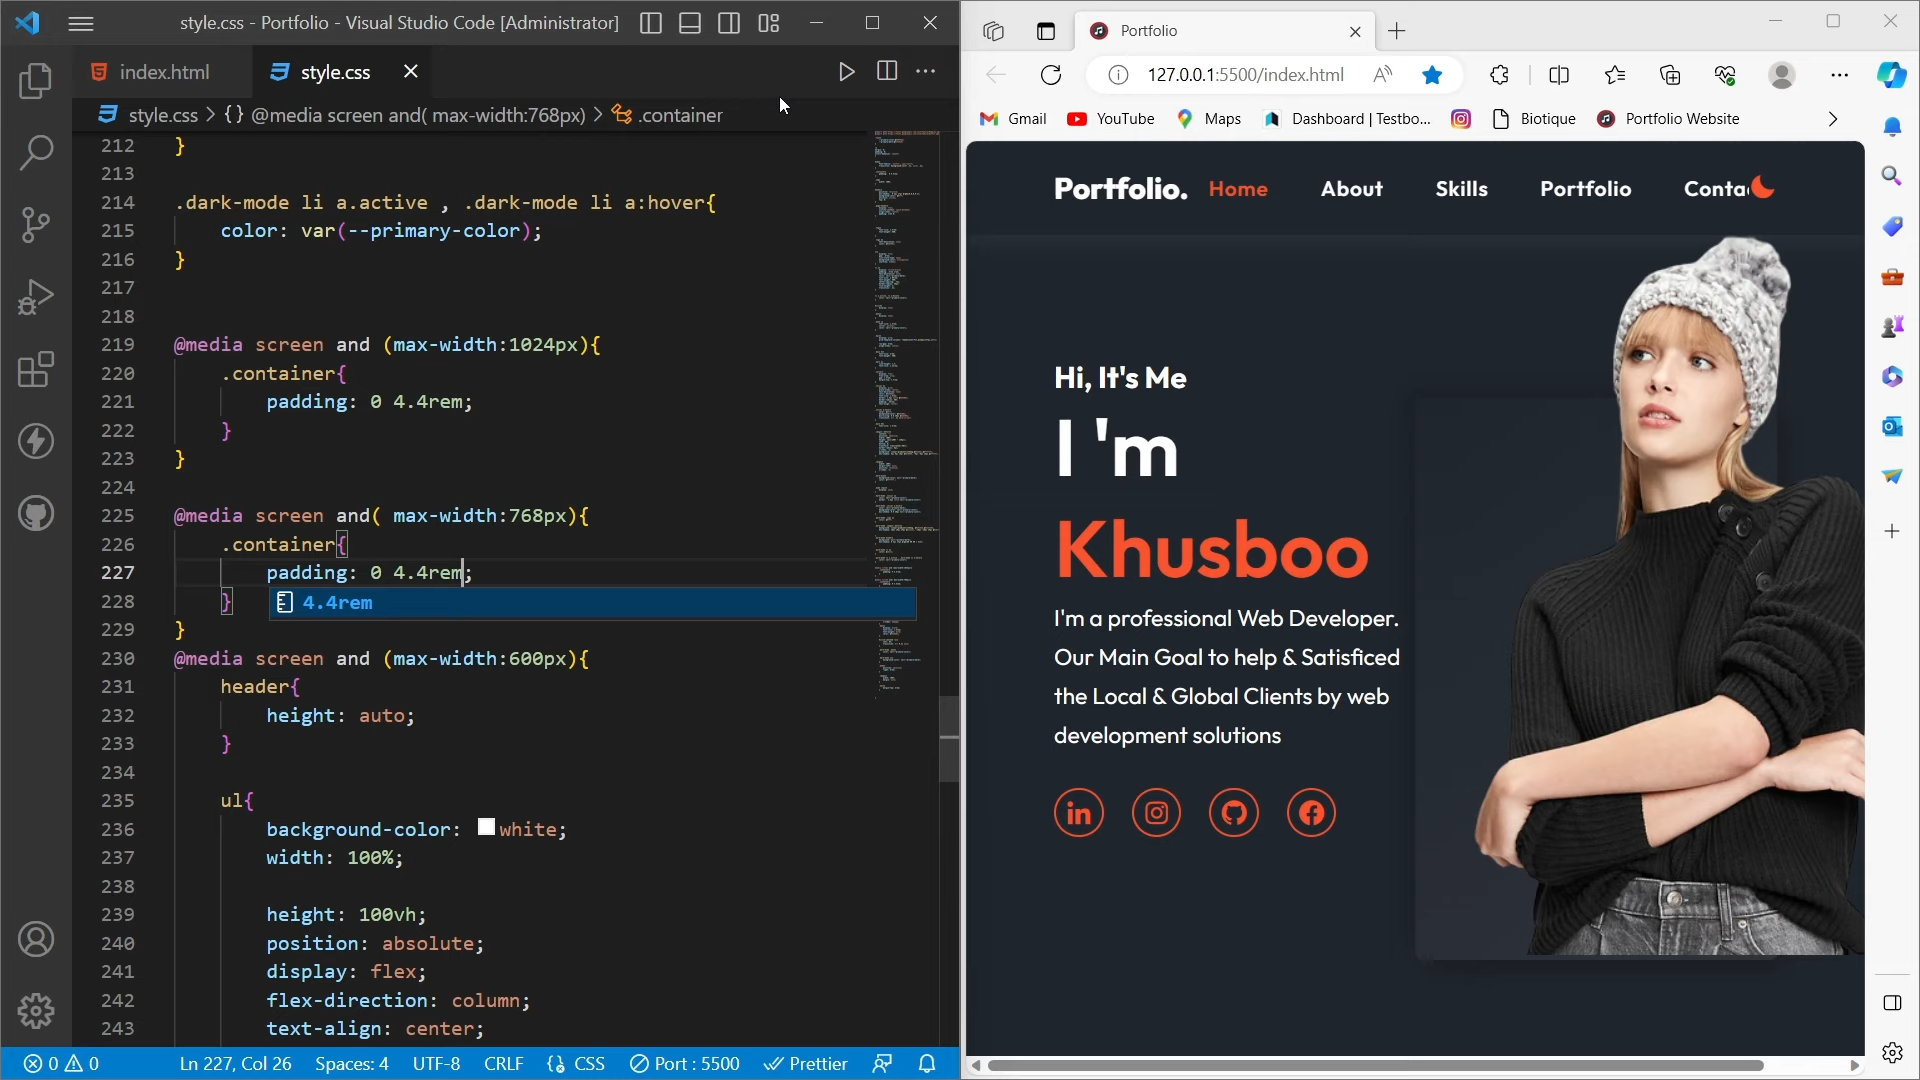 style.css - Portfolio - Visual Studio Code [Administrator]
index.html
style.css
style.css > {} @media screen and( max-width:768px) > .container
212 }
213
214 .dark-mode li a.active , .dark-mode li a:hover{
215 color: var(--primary-color);
216 }
217
218
219 @media screen and (max-width:1024px){
220 .container{
221 padding: 0 4.4rem;
222 }
223 }
224
225 @media screen and( max-width:768px){
226 .container{
227 padding: 0 4.4rem;
228 }
4.4rem
229 }
230 @media screen and (max-width:600px){
231 header{
232 height: auto;
233 }
234
235 ul{
236 background-color: white;
237 width: 100%;
238
239 height: 100vh;
240 position: absolute;
241 display: flex;
242 flex-direction: column;
243 text-align: center;
0 0
Ln 227, Col 26
Spaces: 4
UTF-8
CRLF
{} CSS
Port : 5500
Prettier
Portfolio
127.0.0.1:5500/index.html
Gmail
YouTube
Maps
Dashboard | Testbo...
Biotique
Portfolio Website
Portfolio.
Home
About
Skills
Portfolio
Conta
Hi, It's Me
I 'm
Khusboo
I'm a professional Web Developer.
Our Main Goal to help & Satisficed
the Local & Global Clients by web
development solutions
in